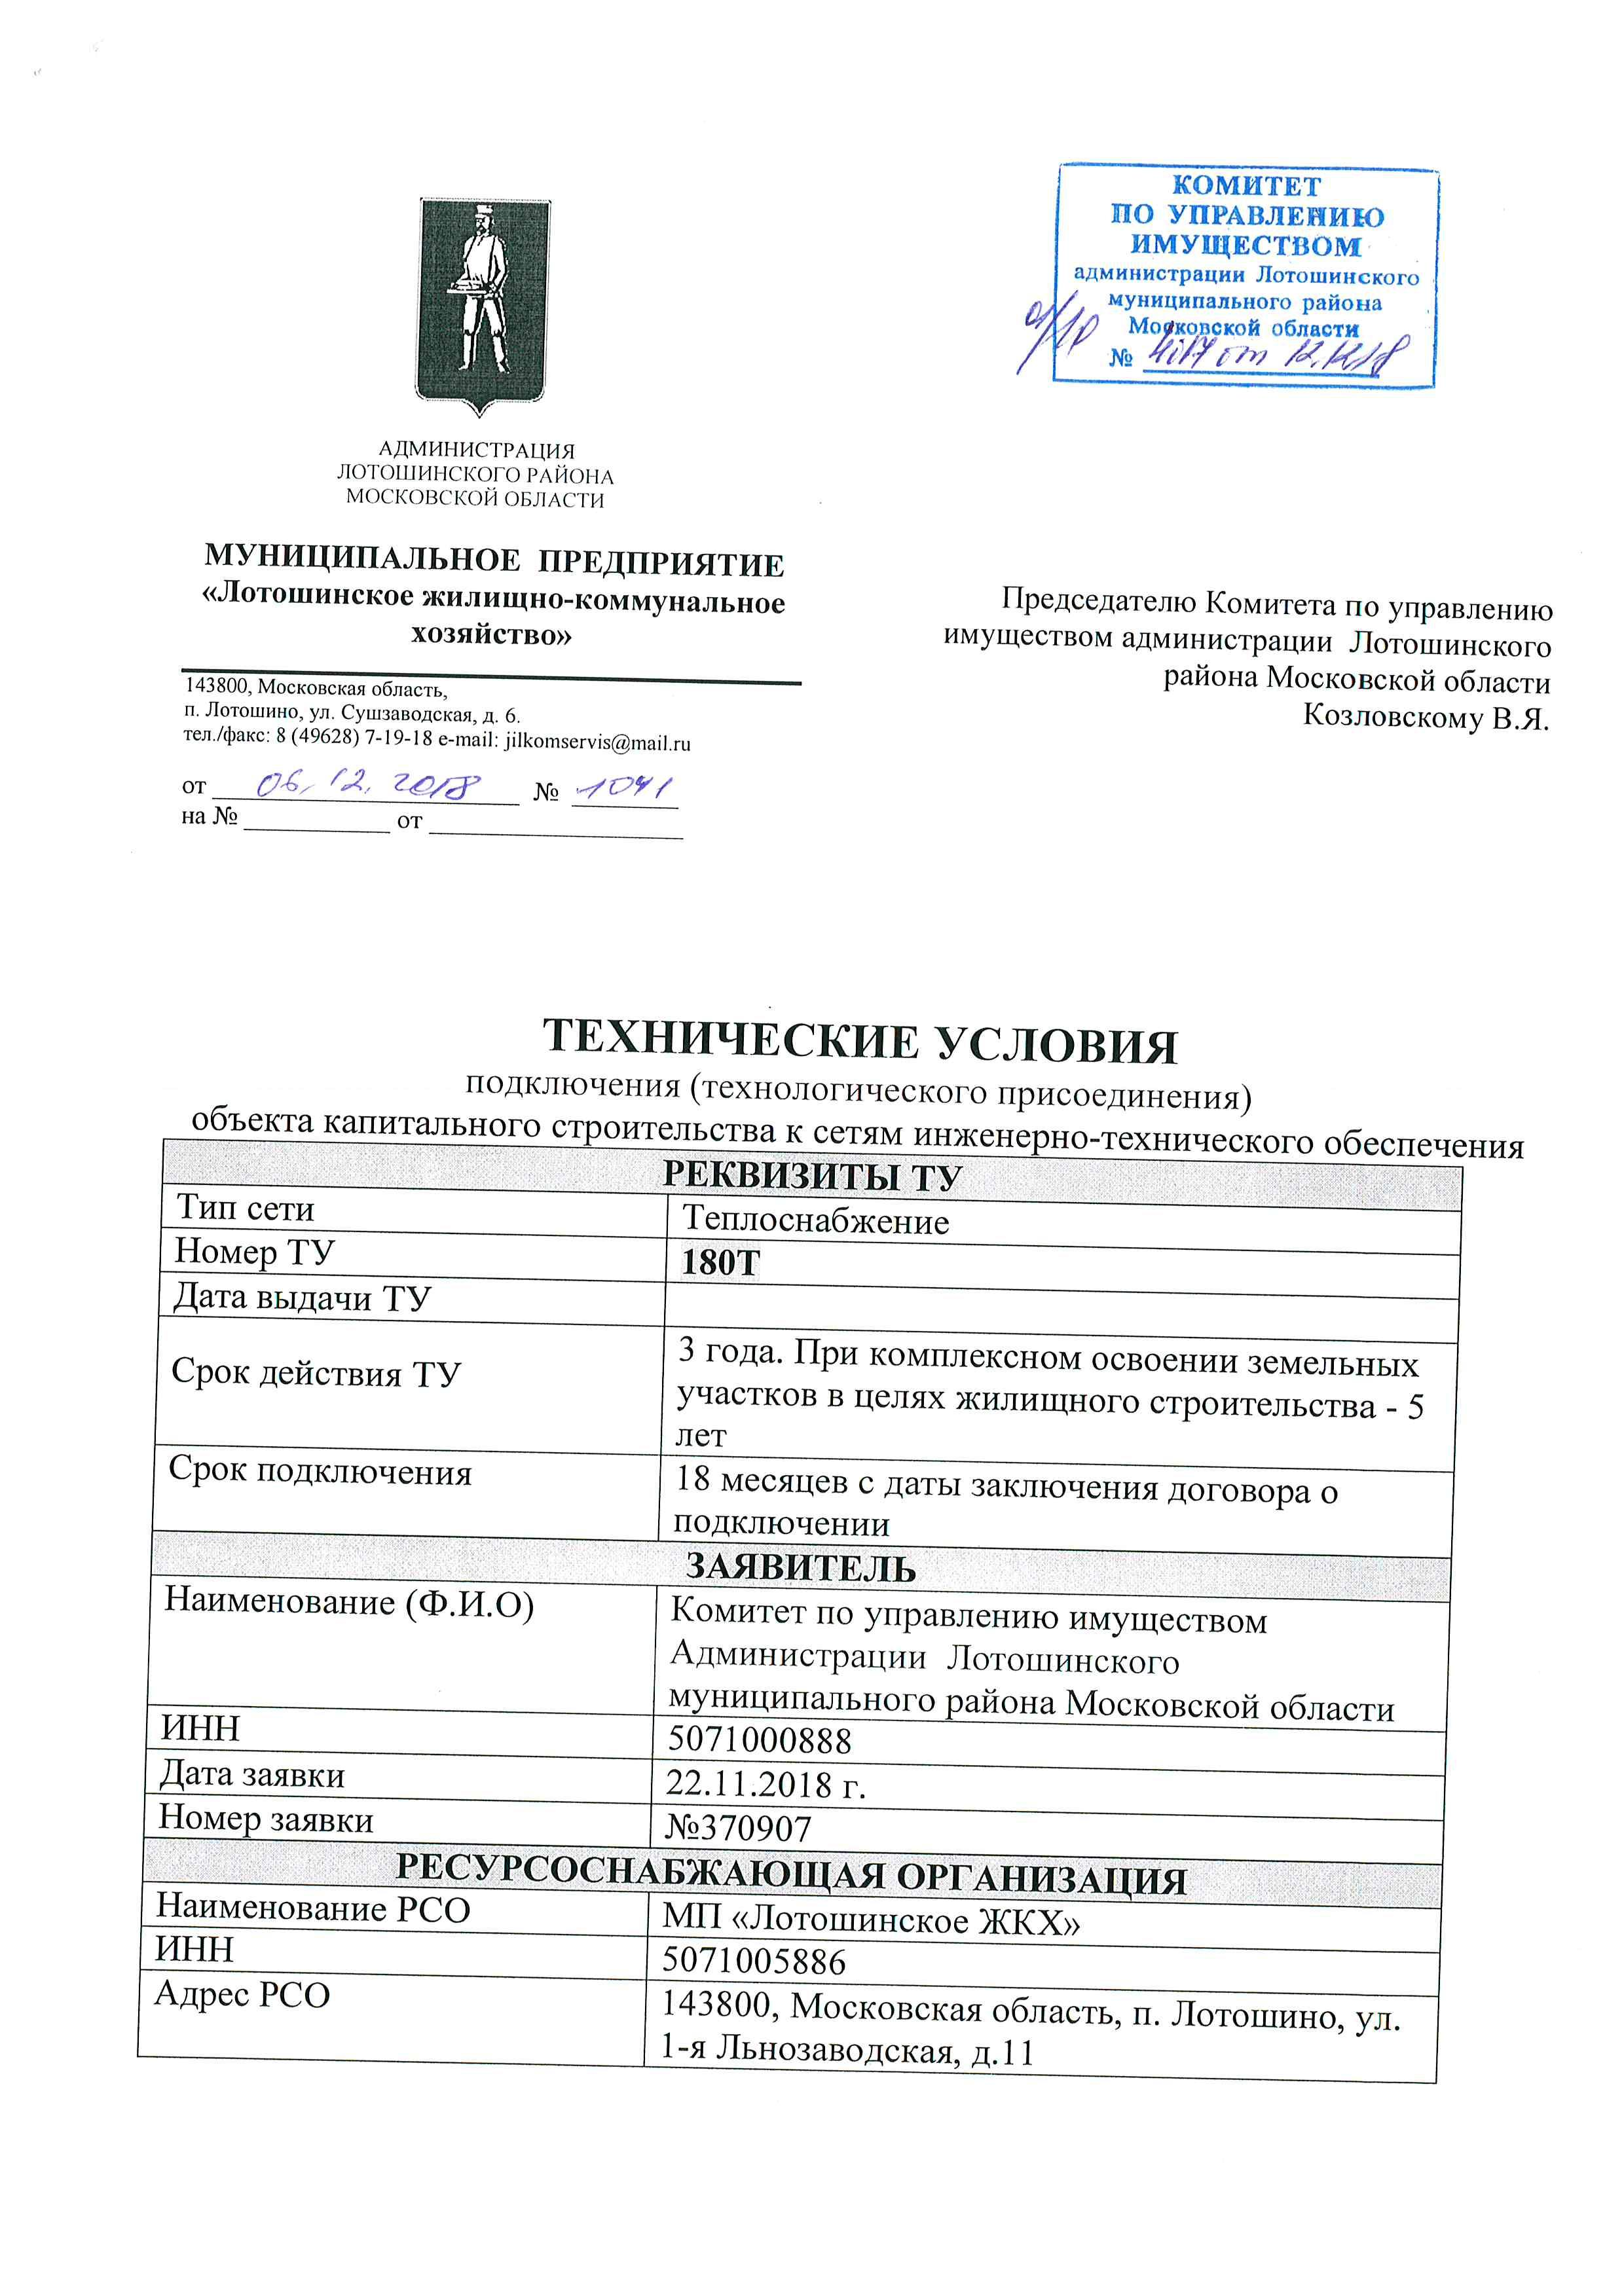 КОМИТЕТ
ПО УПРАВЛЕНИЮ
ИМУЩЕСТВОМ
администрации Лотошинского
муниципального района
Московской области
№ от 12.12.18
АДМИНИСТРАЦИЯ
ЛОТОШИНСКОГО РАЙОНА
МОСКОВСКОЙ ОБЛАСТИ
МУНИЦИПАЛЬНОЕ ПРЕДПРИЯТИЕ
«Лотошинское жилищно-коммунальное
хозяйство»
143800, Московская область,
п. Лотошино, ул. Сушзаводская, д. 6.
тел./факс: 8 (49628) 7-19-18 e-mail: jilkomservis@mail.ru
от 06.12.2018 № 1041
на № от
Председателю Комитета по управлению
имуществом администрации Лотошинского
района Московской области
Козловскому В.Я.
ТЕХНИЧЕСКИЕ УСЛОВИЯ
подключения (технологического присоединения)
объекта капитального строительства к сетям инженерно-технического обеспечения
РЕКВИЗИТЫ ТУ
Тип сети Теплоснабжение
Номер ТУ 180Т
Дата выдачи ТУ
Срок действия ТУ 3 года. При комплексном освоении земельных
участков в целях жилищного строительства - 5
лет
Срок подключения 18 месяцев с даты заключения договора о
подключении
ЗАЯВИТЕЛЬ
Наименование (Ф.И.О) Комитет по управлению имуществом
Администрации Лотошинского
муниципального района Московской области
ИНН 5071000888
Дата заявки 22.11.2018 г.
Номер заявки №370907
РЕСУРСОСНАБЖАЮЩАЯ ОРГАНИЗАЦИЯ
Наименование РСО МП «Лотошинское ЖКХ»
ИНН 5071005886
Адрес РСО 143800, Московская область, п. Лотошино, ул.
1-я Льнозаводская, д.11